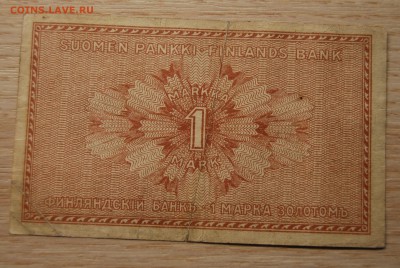 COINS.LAVE.RU
SUOMEN PANKKI - FINLANDS BANK
MARKKA
1
MARK
ФИНЛЯНДСКІЙ БАНКЪ - 1 МАРКА ЗОЛОТОМЪ